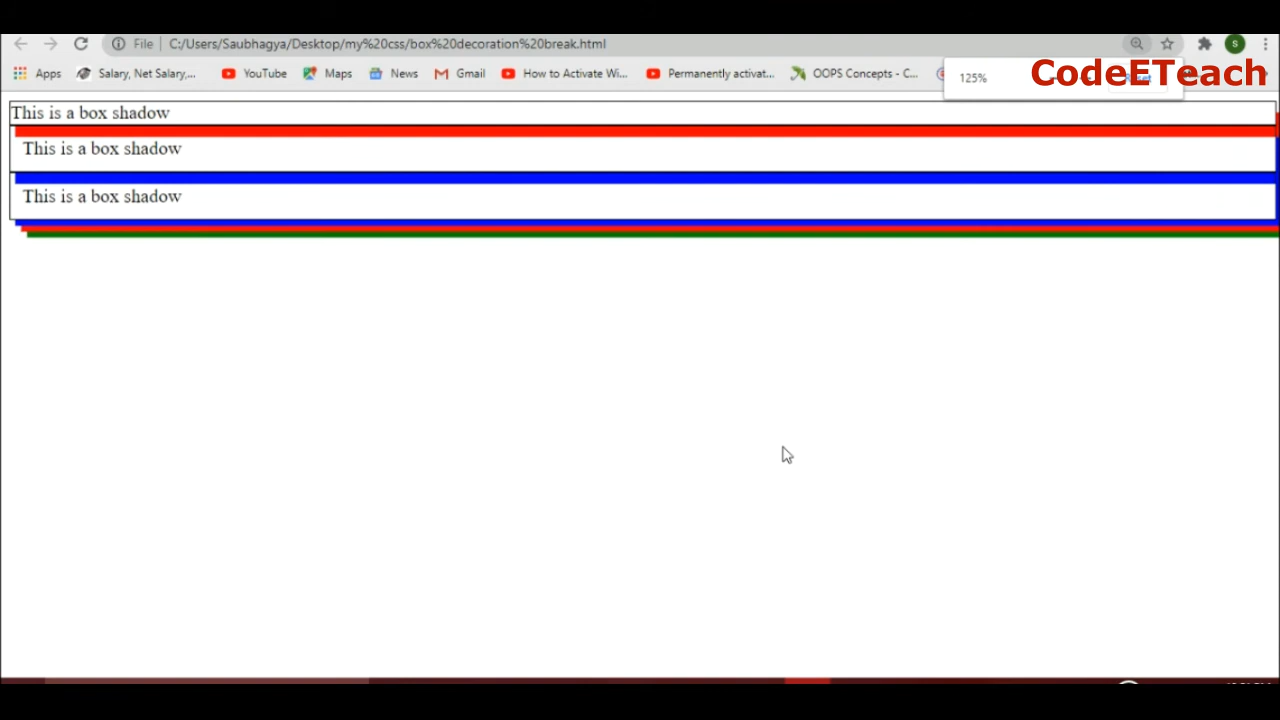 File C:/Users/Saubhagya/Desktop/my%20css/box%20decoration%20break.html S
Apps Salary, Net Salary,... YouTube Maps News Gmail How to Activate Wi... Permanently activat... OOPS Concepts - C...
125%
CodeETeach
This is a box shadow
This is a box shadow
This is a box shadow